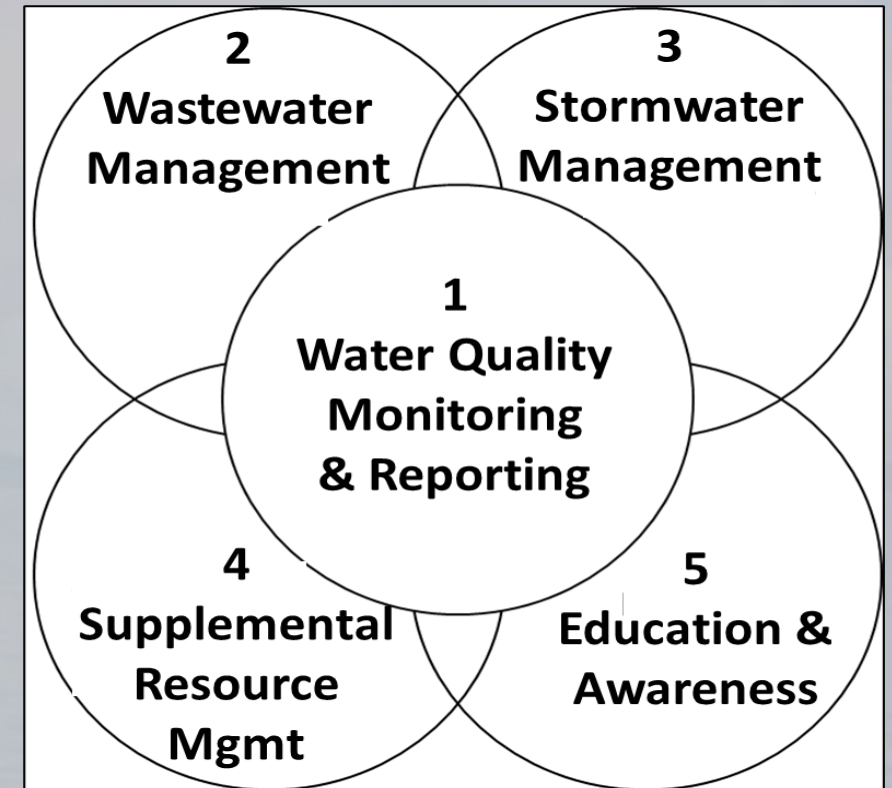 2
Wastewater
Management
3
Stormwater
Management
1
Water Quality
Monitoring
& Reporting
4
Supplemental
Resource
Mgmt
5
Education &
Awareness